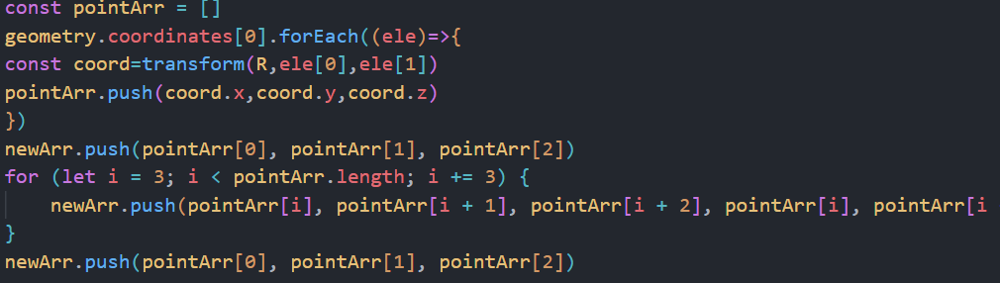 const pointArr = []
geometry.coordinates[0].forEach((ele)=>{
const coord=transform(R,ele[0],ele[1])
pointArr.push(coord.x,coord.y,coord.z)
})
newArr.push(pointArr[0], pointArr[1], pointArr[2])
for (let i = 3; i < pointArr.length; i += 3) {
    newArr.push(pointArr[i], pointArr[i + 1], pointArr[i + 2], pointArr[i], pointArr[i
}
newArr.push(pointArr[0], pointArr[1], pointArr[2])